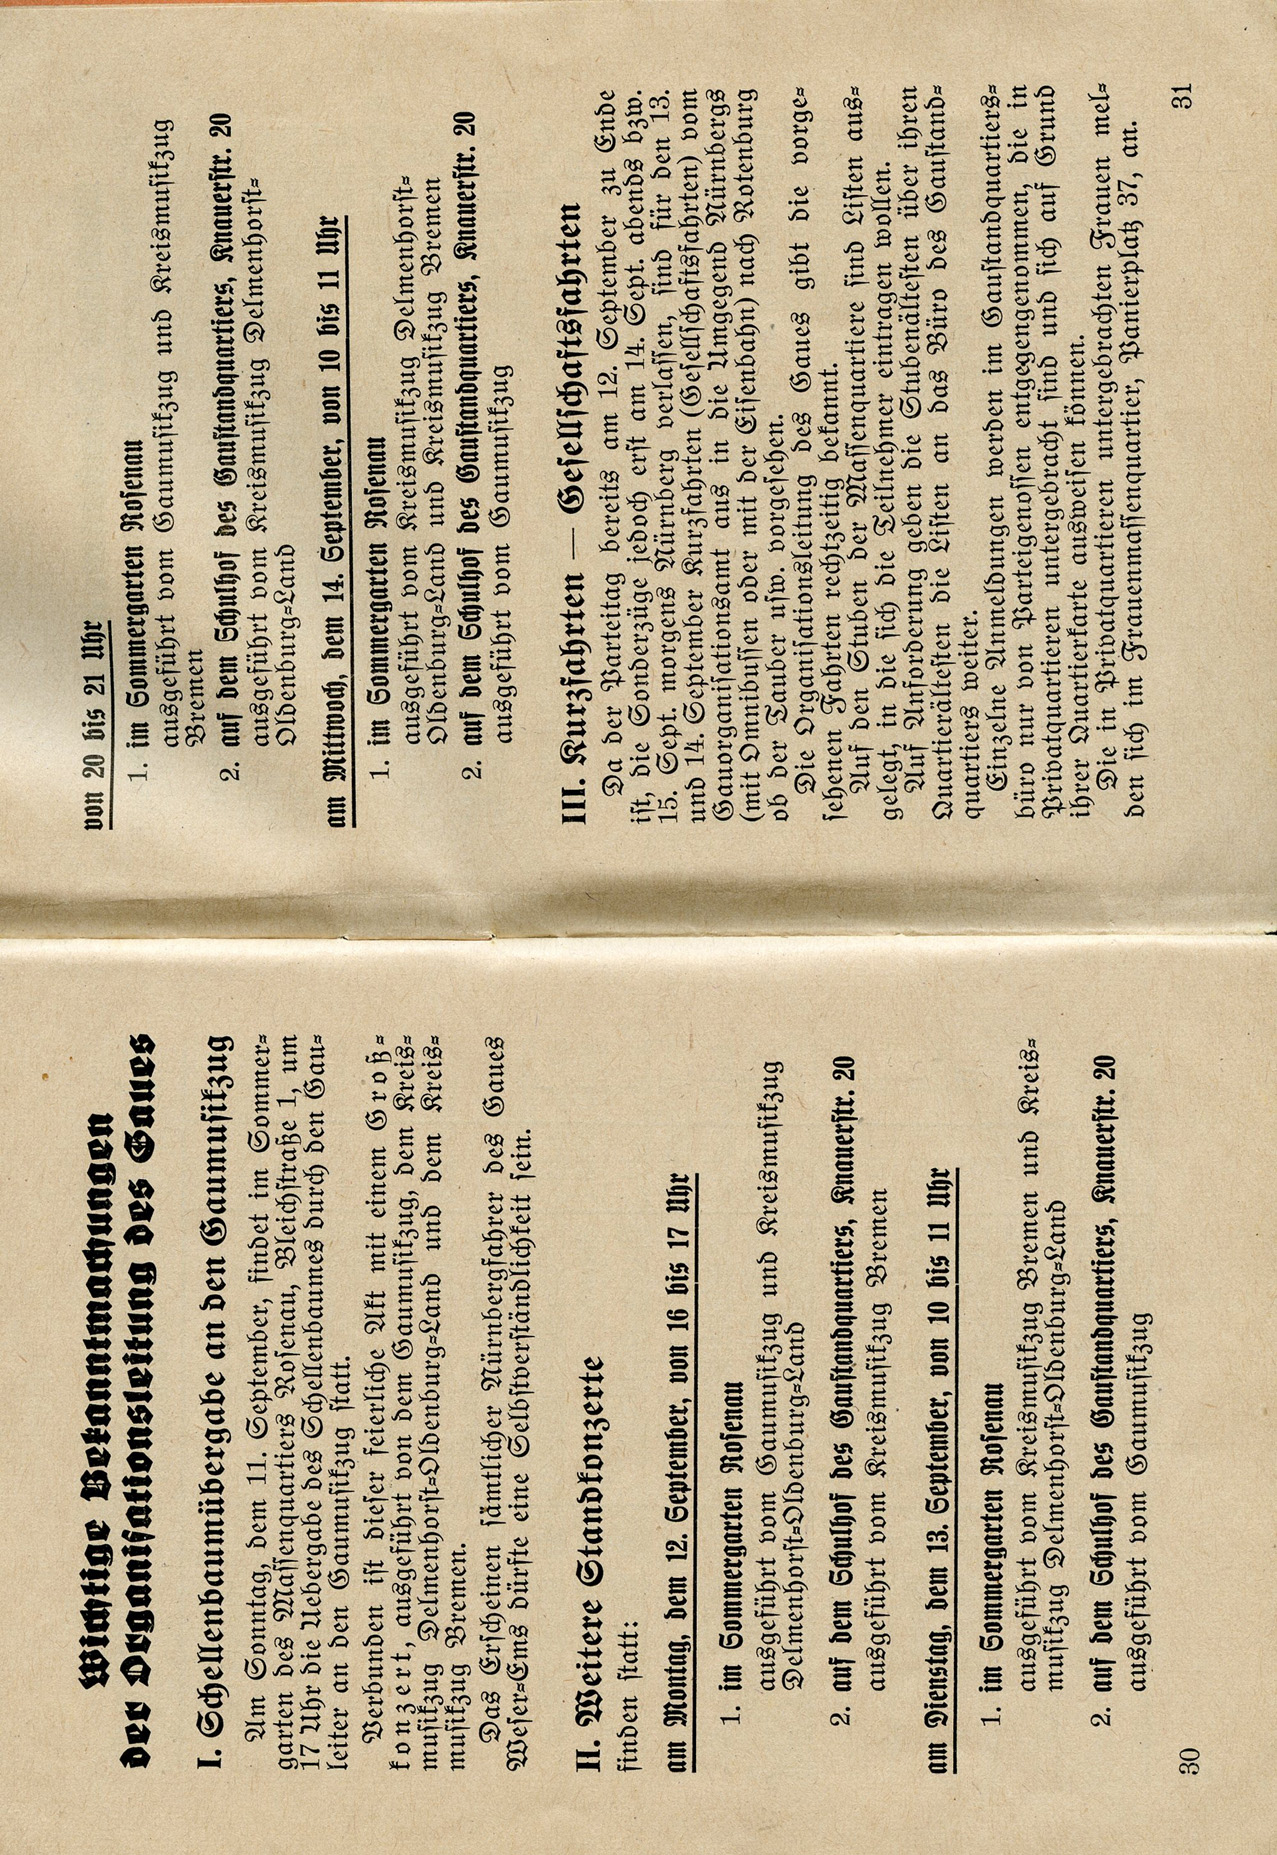 Wichtige Bekanntmachungen
der Organisationsleitung des Gaues
I. Schellenbaumübergabe an den Gaumusikzug
Am Sonntag, dem 11. September, findet im Sommer-
garten des Massenquartiers Rosenau, Bleichstraße 1, um
17 Uhr die Uebergabe des Schellenbaumes durch den Gau-
leiter an den Gaumusikzug statt.
Verbunden ist dieser feierliche Akt mit einem Groß-
konzert, ausgeführt von dem Gaumusikzug, dem Kreis-
musikzug Delmenhorst-Oldenburg-Land und dem Kreis-
musikzug Bremen.
Das Erscheinen sämtlicher Nürnbergfahrer des Gaues
Weser-Ems dürfte eine Selbstverständlichkeit sein.
II. Weitere Standkonzerte
finden statt:
am Montag, dem 12. September, von 16 bis 17 Uhr
1. im Sommergarten Rosenau
ausgeführt vom Gaumusikzug und Kreismusikzug
Delmenhorst-Oldenburg-Land
2. auf dem Schulhof des Gaustandquartiers, Knauerstr. 20
ausgeführt vom Kreismusikzug Bremen
am Dienstag, dem 13. September, von 10 bis 11 Uhr
1. im Sommergarten Rosenau
ausgeführt vom Kreismusikzug Bremen und Kreis-
musikzug Delmenhorst-Oldenburg-Land
2. auf dem Schulhof des Gaustandquartiers, Knauerstr. 20
ausgeführt vom Gaumusikzug
30
von 20 bis 21 Uhr
1. im Sommergarten Rosenau
ausgeführt vom Gaumusikzug und Kreismusikzug
Bremen
2. auf dem Schulhof des Gaustandquartiers, Knauerstr. 20
ausgeführt vom Kreismusikzug Delmenhorst-
Oldenburg-Land
am Mittwoch, dem 14. September, von 10 bis 11 Uhr
1. im Sommergarten Rosenau
ausgeführt vom Kreismusikzug Delmenhorst-
Oldenburg-Land und Kreismusikzug Bremen
2. auf dem Schulhof des Gaustandquartiers, Knauerstr. 20
ausgeführt vom Gaumusikzug
III. Kurzfahrten — Gesellschaftsfahrten
Da der Parteitag bereits am 12. September zu Ende
ist, die Sonderzüge jedoch erst am 14. Sept. abends bzw.
15. Sept. morgens Nürnberg verlassen, sind für den 13.
und 14. September Kurzfahrten (Gesellschaftsfahrten) vom
Gauorganisationsamt aus in die Umgegend Nürnbergs
(mit Omnibussen oder mit der Eisenbahn) nach Rotenburg
ob der Tauber usw. vorgesehen.
Die Organisationsleitung des Gaues gibt die vorge-
sehenen Fahrten rechtzeitig bekannt.
Auf den Stuben der Massenquartiere sind Listen aus-
gelegt, in die sich die Teilnehmer eintragen wollen.
Auf Anforderung geben die Stubenältesten über ihren
Quartierältesten die Listen an das Büro des Gaustand-
quartiers weiter.
Einzelne Anmeldungen werden im Gaustandquartiers-
büro nur von Parteigenossen entgegengenommen, die in
Privatquartieren untergebracht sind und sich auf Grund
ihrer Quartierkarte ausweisen können.
Die in Privatquartieren untergebrachten Frauen mel-
den sich im Frauenmassenquartier, Panierplatz 37, an.
31